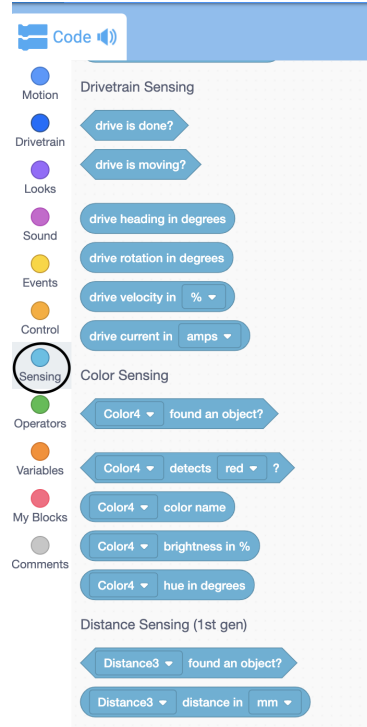 Code
Motion
Drivetrain
Looks
Sound
Events
Control
Sensing
Operators
Variables
My Blocks
Comments
Drivetrain Sensing
drive is done?
drive is moving?
drive heading in degrees
drive rotation in degrees
drive velocity in %
drive current in amps
Color Sensing
Color4 found an object?
Color4 detects red ?
Color4 color name
Color4 brightness in %
Color4 hue in degrees
Distance Sensing (1st gen)
Distance3 found an object?
Distance3 distance in mm